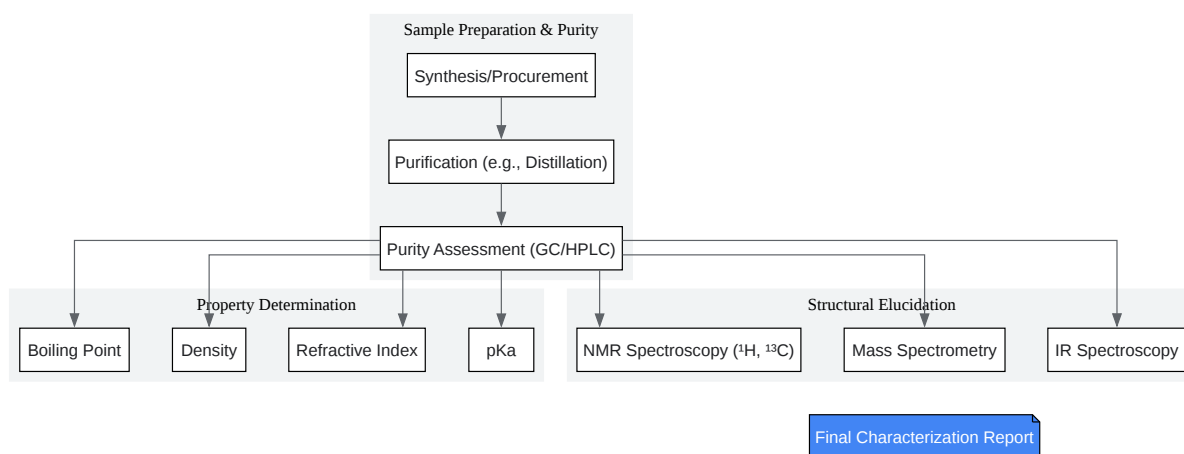 Sample Preparation & Purity
Synthesis/Procurement
Purification (e.g., Distillation)
Purity Assessment (GC/HPLC)
Property Determination
Boiling Point
Density
Refractive Index
pKa
Structural Elucidation
NMR Spectroscopy (¹H, ¹³C)
Mass Spectrometry
IR Spectroscopy
Final Characterization Report